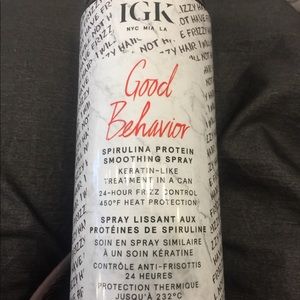 IGK
NYC MIA LA
Good
Behavior
SPIRULINA PROTEIN
SMOOTHING SPRAY
KERATIN-LIKE
TREATMENT IN A CAN
24-HOUR FRIZZ CONTROL
450°F HEAT PROTECTION
SPRAY LISSANT AUX
PROTÉINES DE SPIRULINE
SOIN EN SPRAY SIMILAIRE
À UN SOIN KÉRATINE
CONTRÔLE ANTI-FRISOTTIS
24 HEURES
PROTECTION THERMIQUE
JUSQU'À 232°C